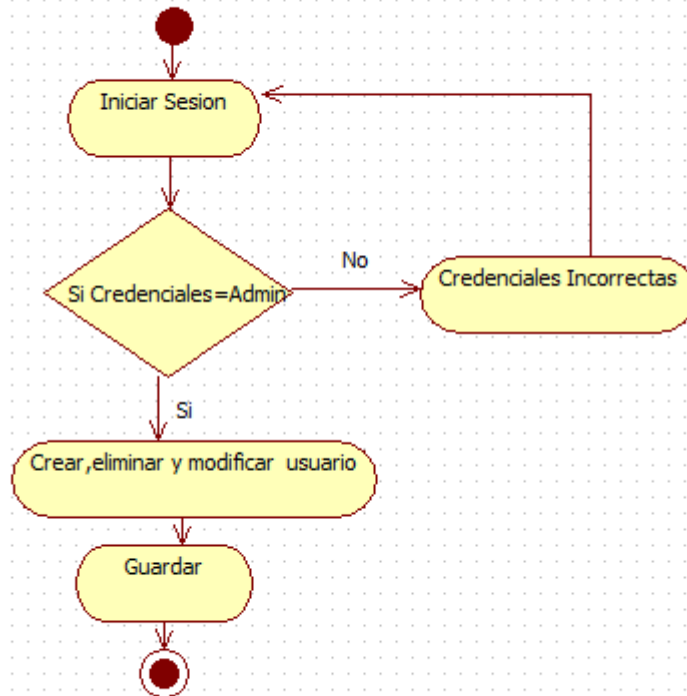 Iniciar Sesion
Si Credenciales=Admin
No
Credenciales Incorrectas
Si
Crear,eliminar y modificar usuario
Guardar